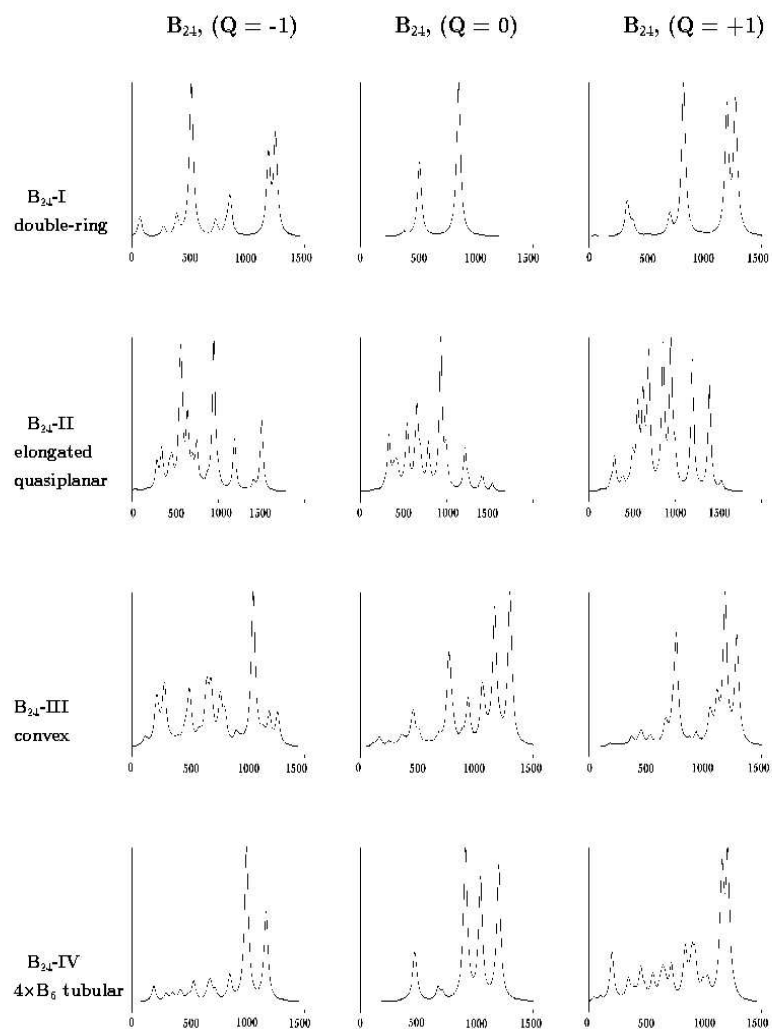 B₂₄, (Q = -1) B₂₄, (Q = 0) B₂₄, (Q = +1)
B₂₄-I
double-ring
0 500 1000 1500 0 500 1000 1500 0 500 1000 1500
B₂₄-II
elongated
quasiplanar
0 500 1000 1500 0 500 1000 1500 0 500 1000 1500
B₂₄-III
convex
0 500 1000 1500 0 500 1000 1500 0 500 1000 1500
B₂₄-IV
4×B₆ tubular
0 500 1000 1500 0 500 1000 1500 0 500 1000 1500